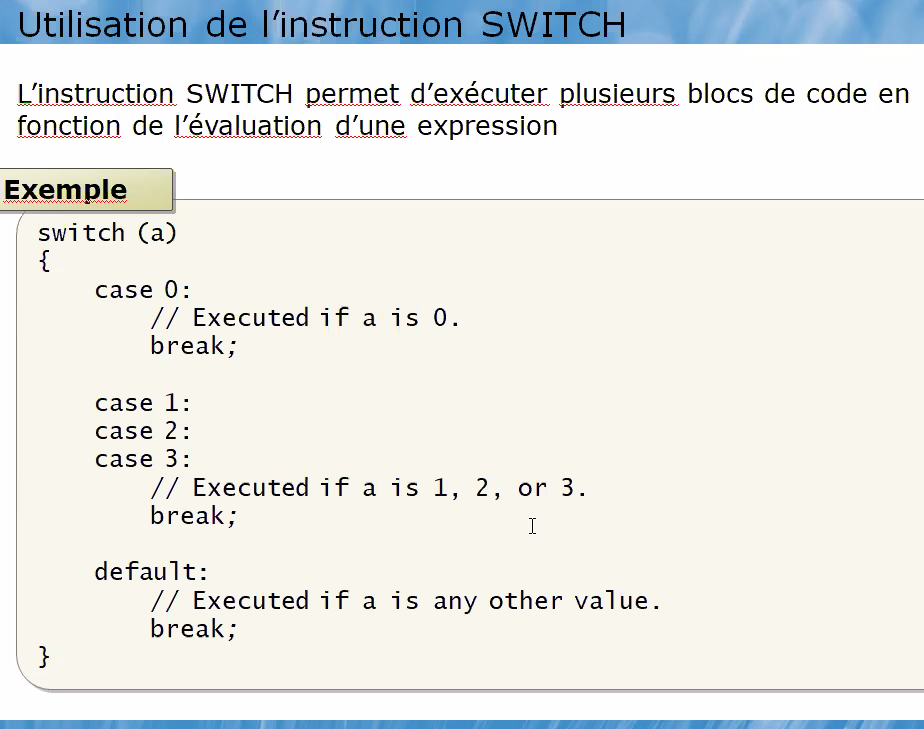 Utilisation de l’instruction SWITCH
L’instruction SWITCH permet d’exécuter plusieurs blocs de code en
fonction de l’évaluation d’une expression
Exemple
switch (a)
{
case 0:
// Executed if a is 0.
break;
case 1:
case 2:
case 3:
// Executed if a is 1, 2, or 3.
break;
default:
// Executed if a is any other value.
break;
}